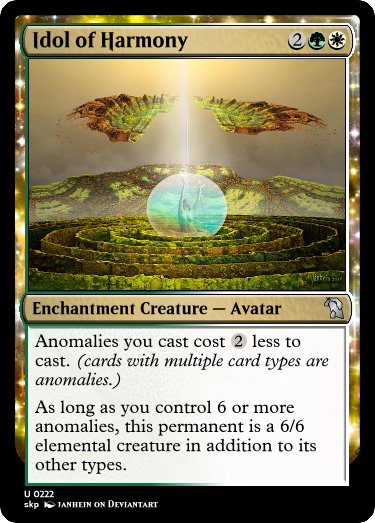 Idol of Harmony 2
Enchantment Creature — Avatar
Anomalies you cast cost 2 less to
cast. (cards with multiple card types are
anomalies.)
As long as you control 6 or more
anomalies, this permanent is a 6/6
elemental creature in addition to its
other types.
U 0222
skp IANHEIN ON DEVIANTART